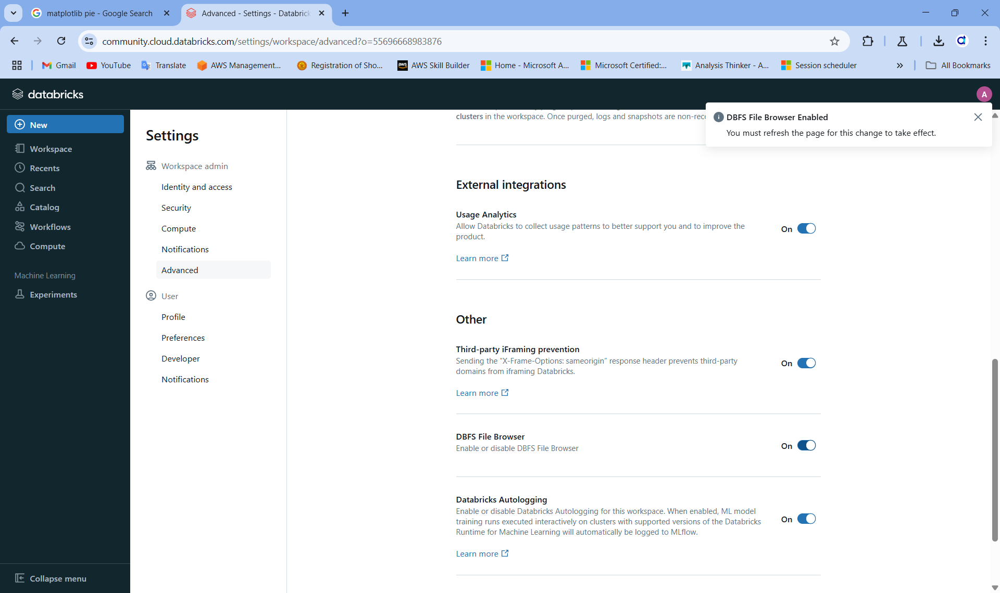 matplotlib pie - Google Search
Advanced - Settings - Databrick
community.cloud.databricks.com/settings/workspace/advanced?o=55696668983876
Gmail
YouTube
Translate
AWS Management...
Registration of Sho...
AWS Skill Builder
Home - Microsoft A...
Microsoft Certified:...
Analysis Thinker - A...
Session scheduler
All Bookmarks
databricks
A
New
Workspace
Recents
Search
Catalog
Workflows
Compute
Machine Learning
Experiments
Collapse menu
Settings
Workspace admin
Identity and access
Security
Compute
Notifications
Advanced
User
Profile
Preferences
Developer
Notifications
clusters in the workspace. Once purged, logs and snapshots are non-rec
DBFS File Browser Enabled
You must refresh the page for this change to take effect.
External integrations
Usage Analytics
Allow Databricks to collect usage patterns to better support you and to improve the
product.
On
Learn more
Other
Third-party iFraming prevention
Sending the “X-Frame-Options: sameorigin” response header prevents third-party
domains from iframing Databricks.
On
Learn more
DBFS File Browser
Enable or disable DBFS File Browser
On
Databricks Autologging
Enable or disable Databricks Autologging for this workspace. When enabled, ML model
training runs executed interactively on clusters with supported versions of the Databricks
Runtime for Machine Learning will automatically be logged to MLflow.
On
Learn more